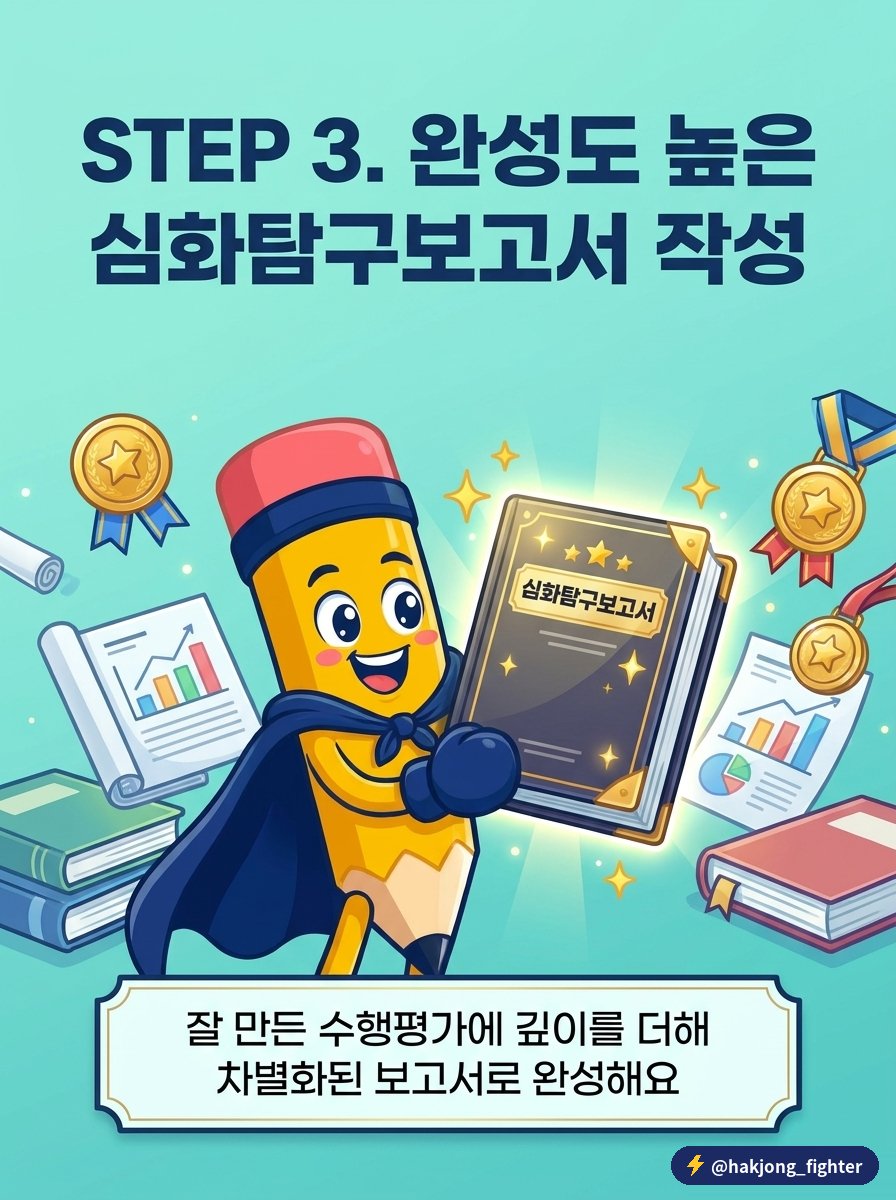 STEP 3. 완성도 높은
심화탐구보고서 작성
심화탐구보고서
잘 만든 수행평가에 깊이를 더해
차별화된 보고서로 완성해요
@hakjong_fighter